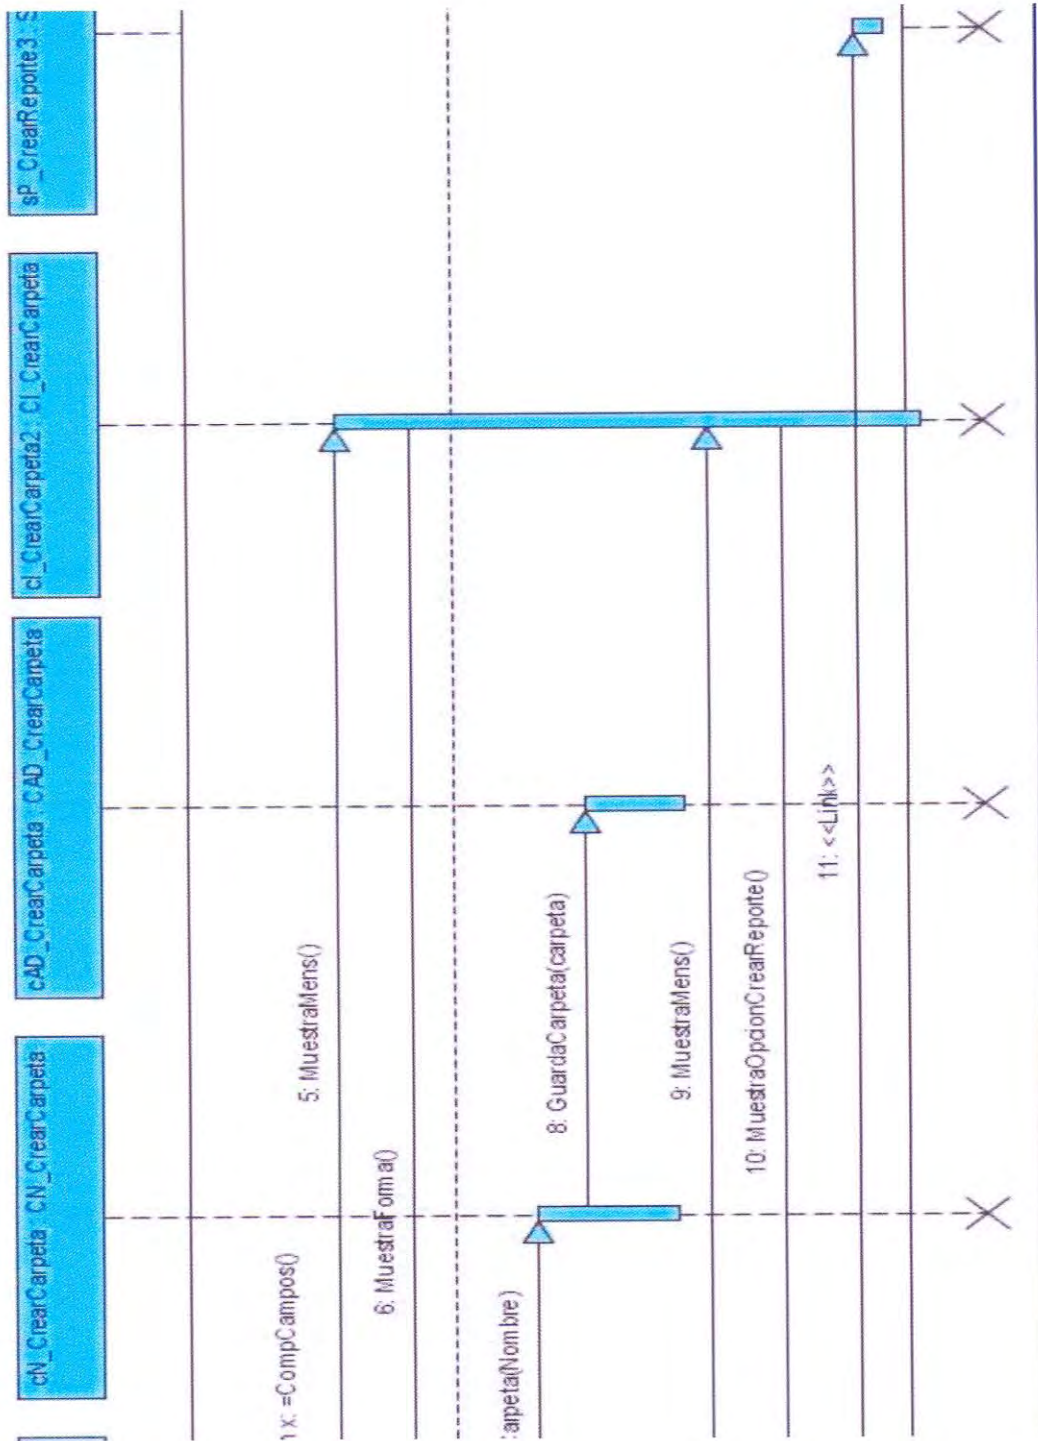 cN_CrearCarpeta : CN_CrearCarpeta
cAD_CrearCarpeta : CAD_CrearCarpeta
cI_CrearCarpeta2 : CI_CrearCarpeta
sP_CrearReporte3 : S
x: =CompCampos()
5: MuestraMens()
6: MuestraForma()
arpeta(Nombre)
8: GuardaCarpeta(carpeta)
9: MuestraMens()
10: MuestraOpcionCrearReporte()
11: <<Link>>